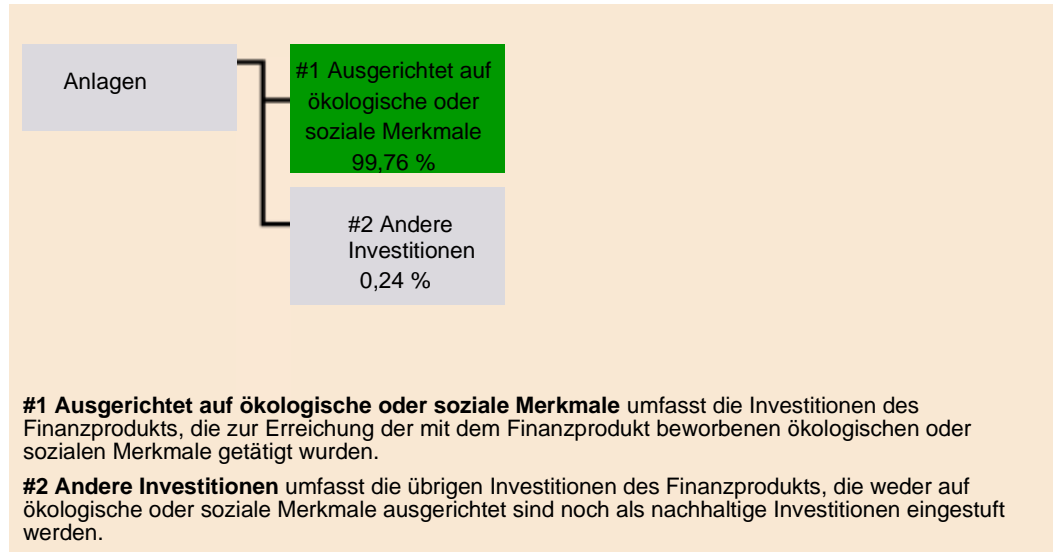 Anlagen
#1 Ausgerichtet auf
ökologische oder
soziale Merkmale
99,76 %
#2 Andere
Investitionen
0,24 %
#1 Ausgerichtet auf ökologische oder soziale Merkmale umfasst die Investitionen des
Finanzprodukts, die zur Erreichung der mit dem Finanzprodukt beworbenen ökologischen oder
sozialen Merkmale getätigt wurden.
#2 Andere Investitionen umfasst die übrigen Investitionen des Finanzprodukts, die weder auf
ökologische oder soziale Merkmale ausgerichtet sind noch als nachhaltige Investitionen eingestuft
werden.